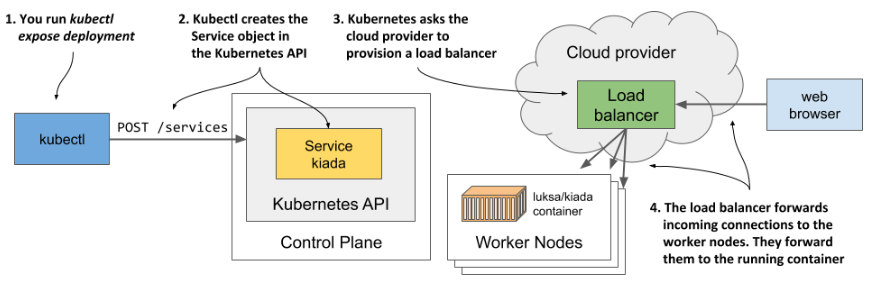 1. You run kubectl
expose deployment
2. Kubectl creates the
Service object in
the Kubernetes API
3. Kubernetes asks the
cloud provider to
provision a load balancer
Cloud provider
Load
balancer
web
browser
kubectl
POST /services
Service
kiada
Kubernetes API
Control Plane
luksa/kiada
container
Worker Nodes
4. The load balancer forwards
incoming connections to the
worker nodes. They forward
them to the running container